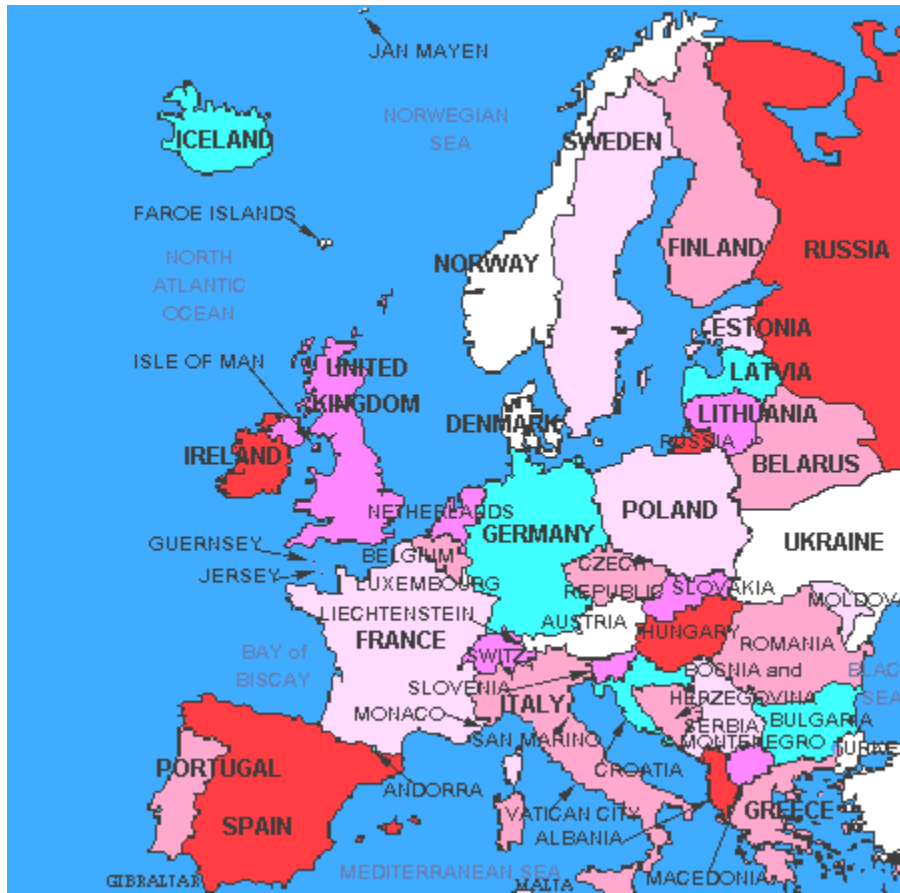 JAN MAYEN
NORWEGIAN
SEA
ICELAND
SWEDEN
FAROE ISLANDS
FINLAND
RUSSIA
NORTH
ATLANTIC
OCEAN
NORWAY
ESTONIA
ISLE OF MAN
UNITED
KINGDOM
LATVIA
LITHUANIA
DENMARK
RUSSIA
IRELAND
BELARUS
NETHERLANDS
POLAND
GERMANY
UKRAINE
GUERNSEY
BELGIUM
CZECH
REPUBLIC
JERSEY
LUXEMBOURG
SLOVAKIA
MOLDOVA
LIECHTENSTEIN
AUSTRIA
FRANCE
HUNGARY
ROMANIA
BAY of
BISCAY
SWITZ
BOSNIA and
HERZEGOVINA
BLAC
SEA
SLOVENIA
ITALY
MONACO
SERBIA
BULGARIA
SAN MARINO
MONTENEGRO
TURKE
PORTUGAL
CROATIA
ANDORRA
VATICAN CITY
GREECE
SPAIN
ALBANIA
MEDITERRANEAN SEA
MACEDONIA
GIBRALTAR
MALTA